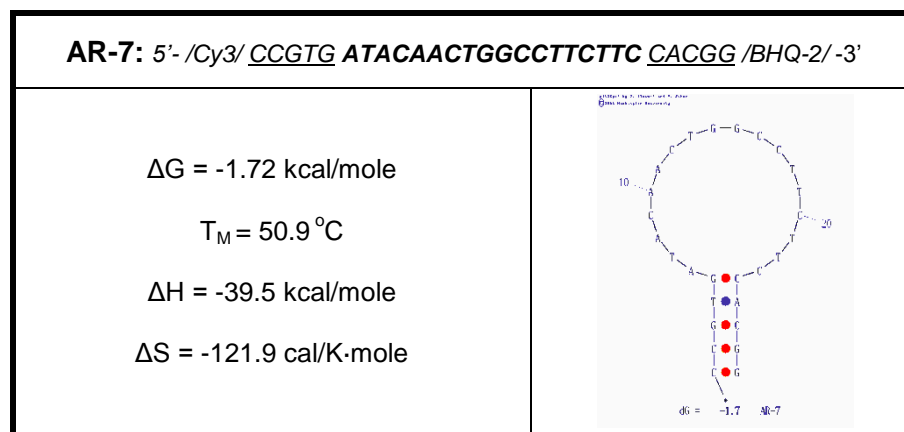 AR-7: 5'- /Cy3/ CCGTG ATACAACTGGCCTTCTTC CACGG /BHQ-2/ -3'
ΔG = -1.72 kcal/mole
TM = 50.9 °C
ΔH = -39.5 kcal/mole
ΔS = -121.9 cal/K·mole
10
20
C C G T G A T A C A A C T G G C C T T C T T C C A C G G
dG = -1.7 AR-7